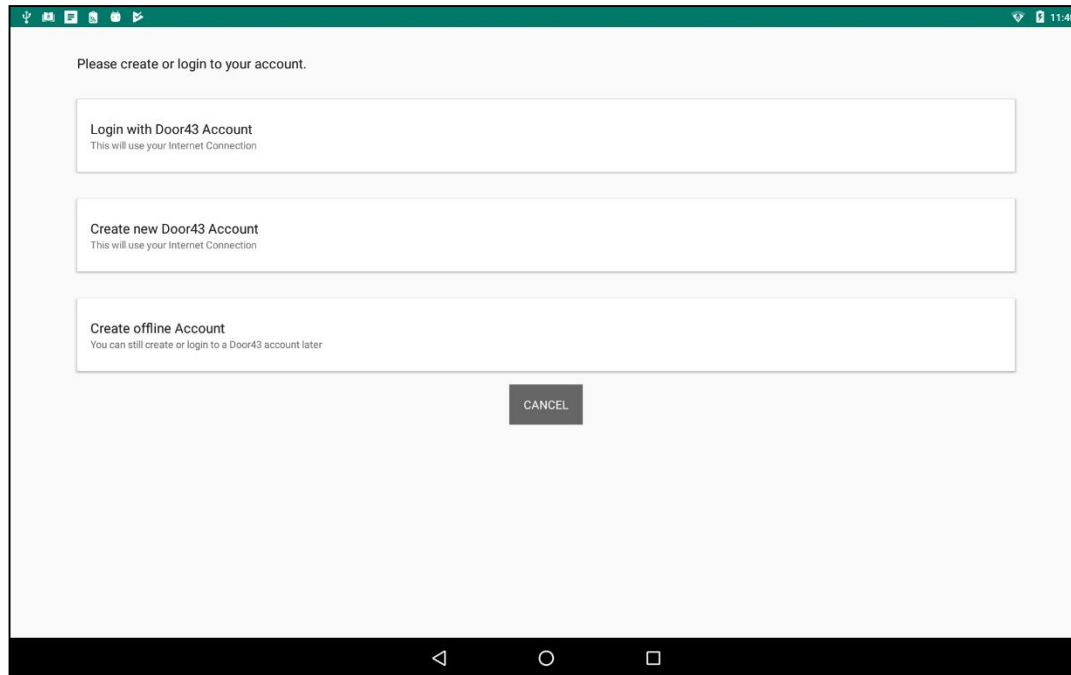 11:40
Please create or login to your account.
Login with Door43 Account
This will use your Internet Connection
Create new Door43 Account
This will use your Internet Connection
Create offline Account
You can still create or login to a Door43 account later
CANCEL